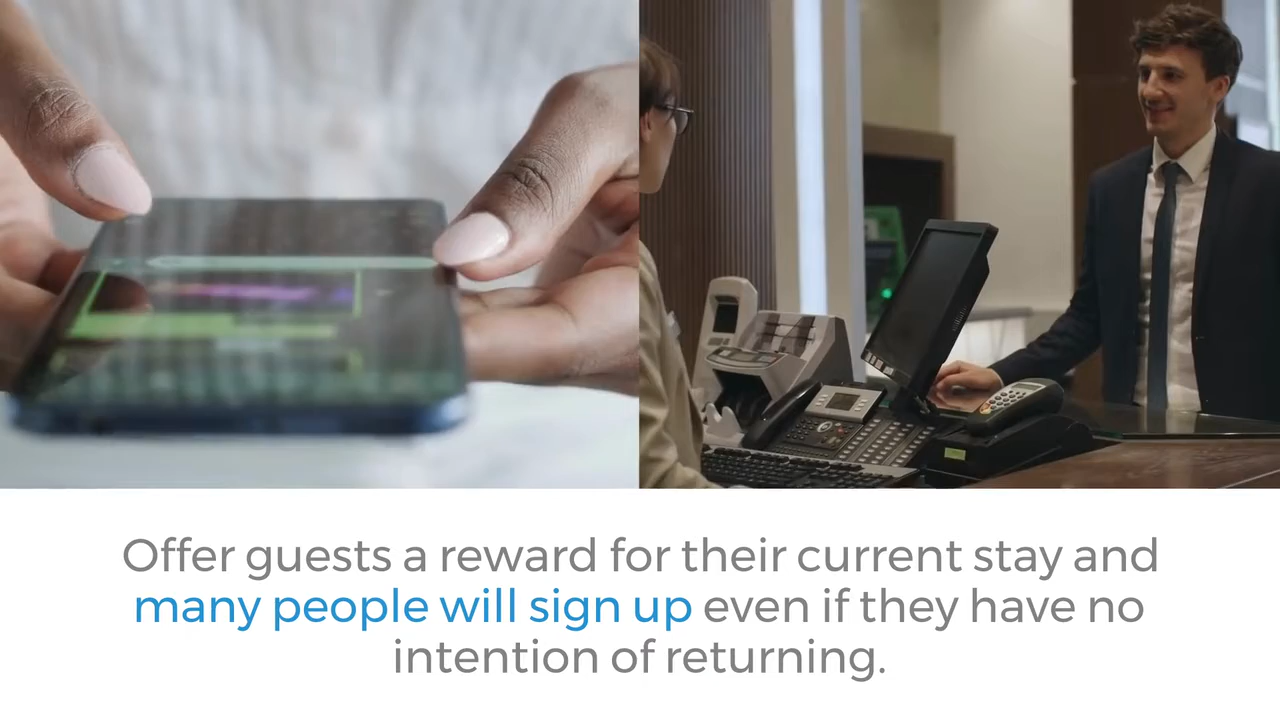 Offer guests a reward for their current stay and
many people will sign up even if they have no
intention of returning.